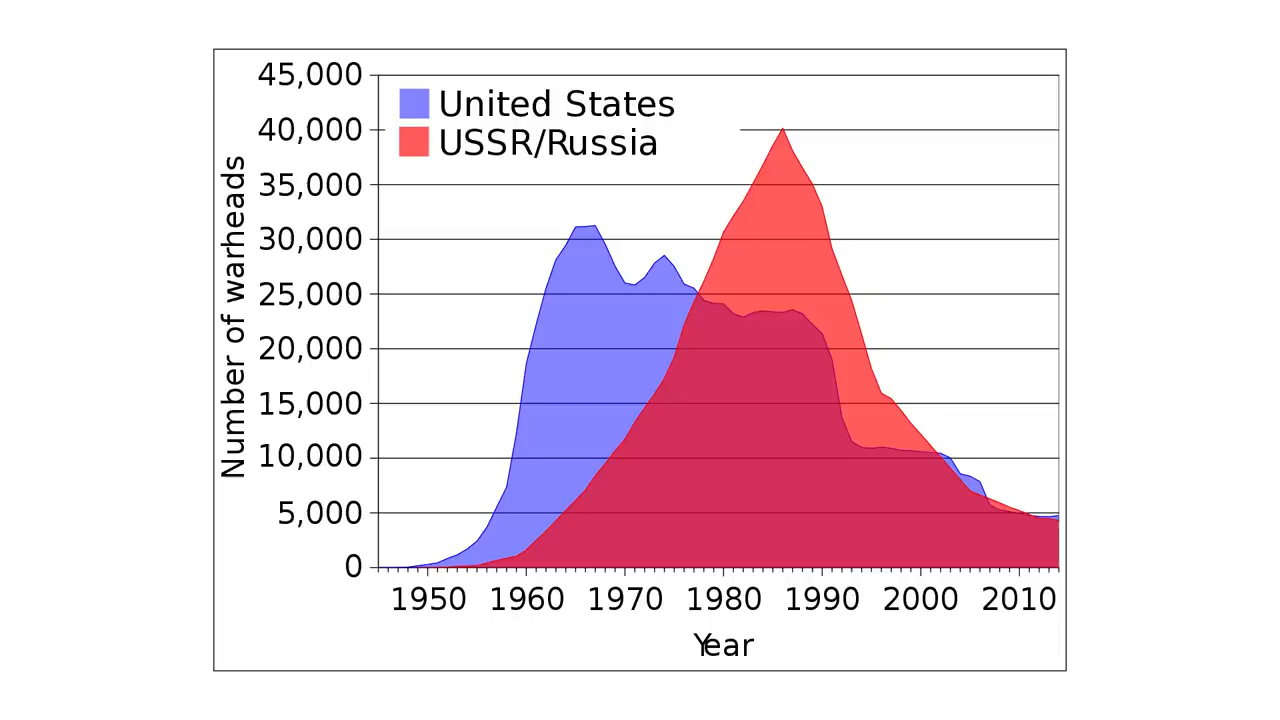 45,000
40,000
35,000
30,000
25,000
20,000
15,000
10,000
5,000
0
Number of warheads
United States
USSR/Russia
1950 1960 1970 1980 1990 2000 2010
Year